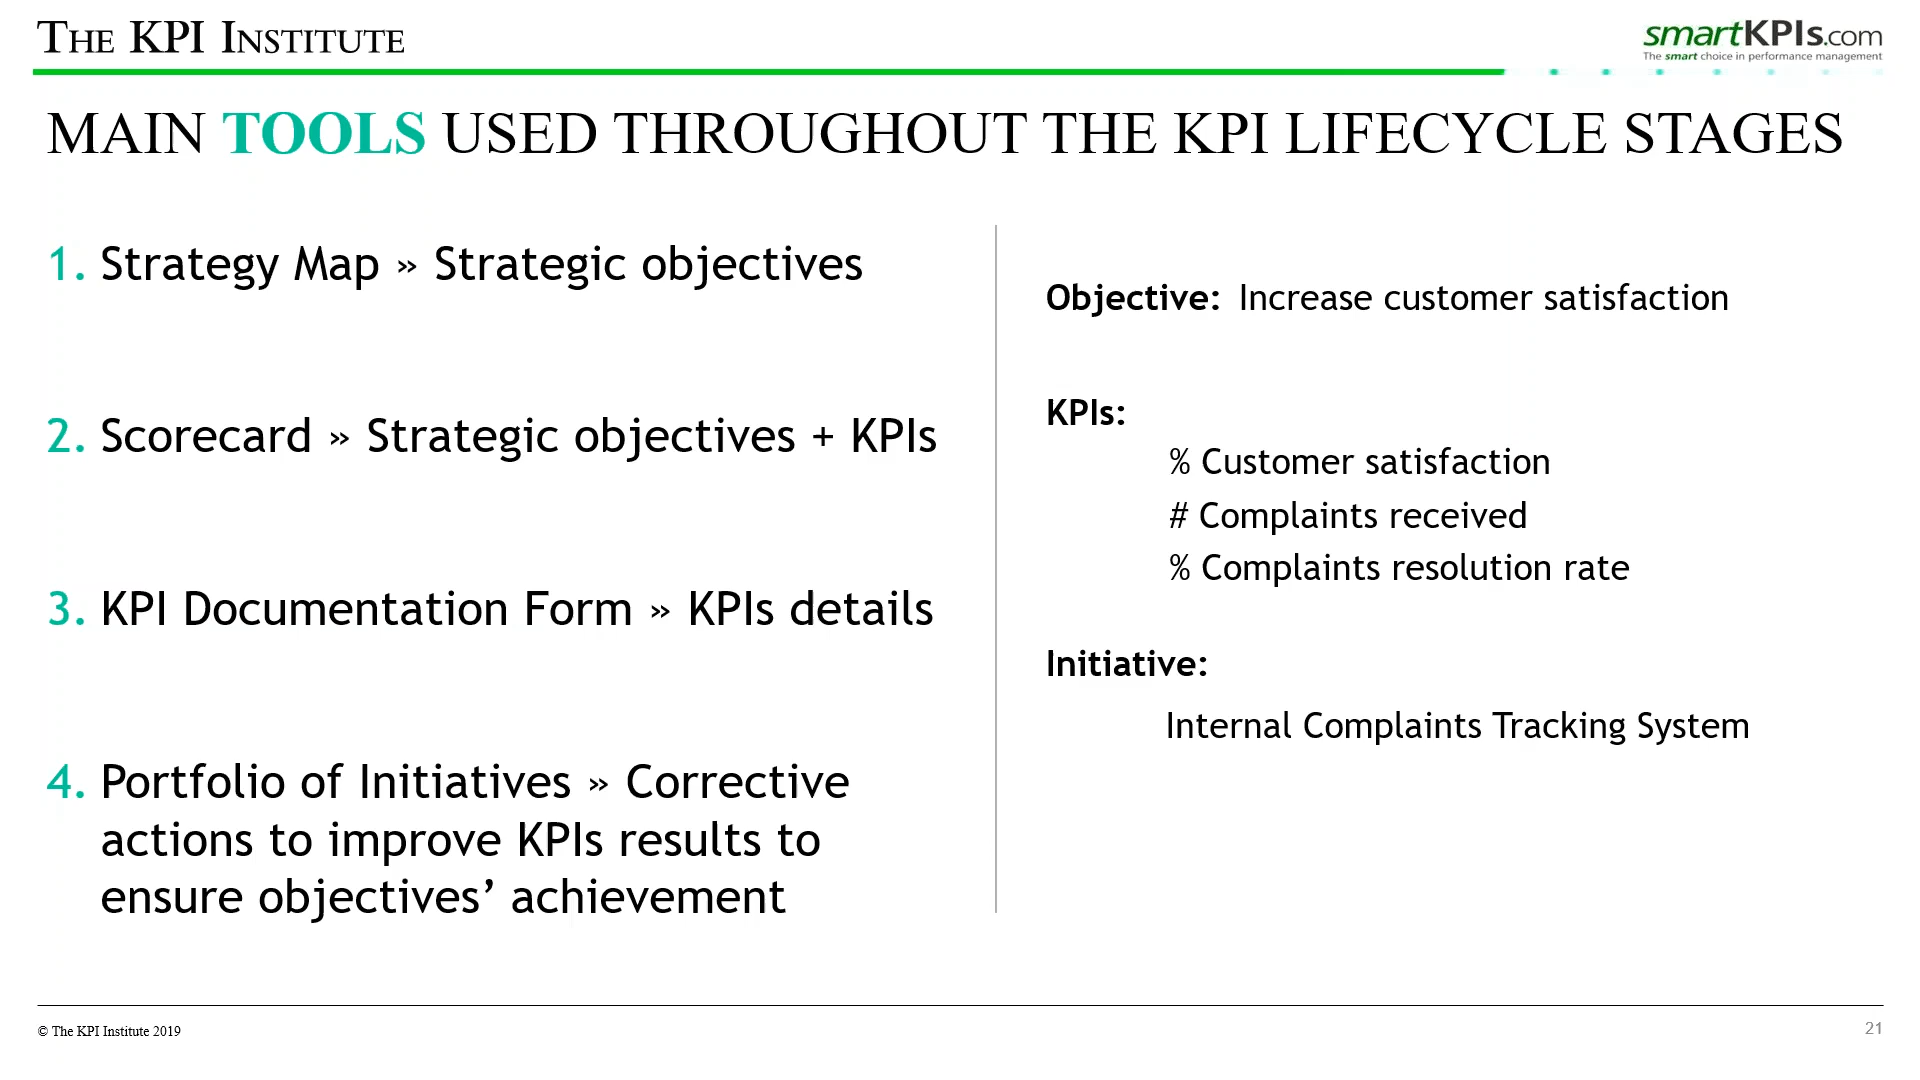 THE KPI INSTITUTE
smartKPIs.com
The smart choice in performance management
MAIN TOOLS USED THROUGHOUT THE KPI LIFECYCLE STAGES
1. Strategy Map » Strategic objectives
2. Scorecard » Strategic objectives + KPIs
3. KPI Documentation Form » KPIs details
4. Portfolio of Initiatives » Corrective
actions to improve KPIs results to
ensure objectives’ achievement
Objective: Increase customer satisfaction
KPIs:
% Customer satisfaction
# Complaints received
% Complaints resolution rate
Initiative:
Internal Complaints Tracking System
© The KPI Institute 2019
21